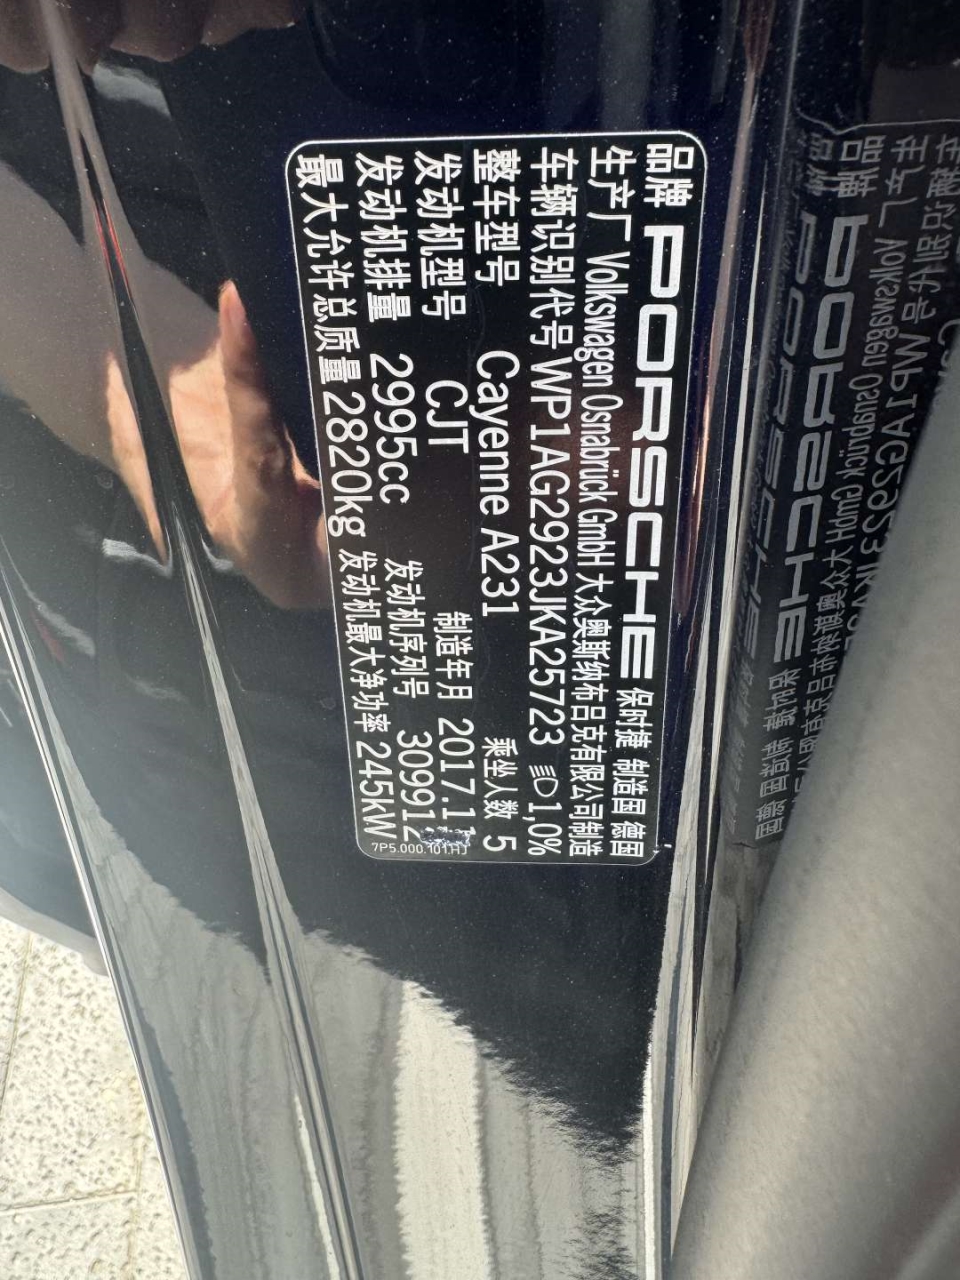 品牌 PORSCHE 保时捷 制造国 德国
生产厂 Volkswagen Osnabrück GmbH 大众奥斯纳布吕克有限公司制造
车辆识别代号 WP1AG2923JKA25723 1,0%
整车型号 Cayenne A231 乘坐人数 5
发动机型号 CJT 制造年月 2017.11
发动机排量 2995cc 发动机序列号 309912
最大允许总质量 2820kg 发动机最大净功率 245kW
7P5.000.101.HJ